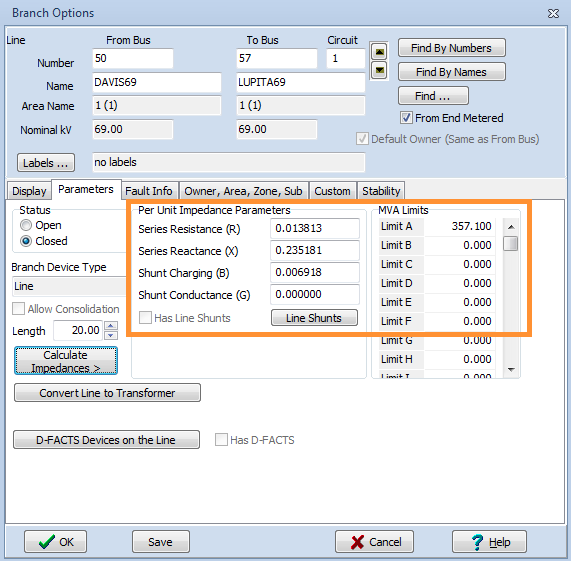 Branch Options
Line From Bus To Bus Circuit
Number 50 57 1 Find By Numbers
Name DAVIS69 LUPITA69 Find By Names
Area Name 1 (1) 1 (1) Find ...
Nominal kV 69.00 69.00 From End Metered
Default Owner (Same as From Bus)
Labels ... no labels
Display Parameters Fault Info Owner, Area, Zone, Sub Custom Stability
Status
Open
Closed
Branch Device Type
Line
Allow Consolidation
Length 20.00
Calculate
Impedances >
Per Unit Impedance Parameters
Series Resistance (R) 0.013813
Series Reactance (X) 0.235181
Shunt Charging (B) 0.006918
Shunt Conductance (G) 0.000000
Has Line Shunts Line Shunts
MVA Limits
Limit A 357.100
Limit B 0.000
Limit C 0.000
Limit D 0.000
Limit E 0.000
Limit F 0.000
Limit G 0.000
Limit H 0.000
Limit I 0.000
Convert Line to Transformer
D-FACTS Devices on the Line Has D-FACTS
OK Save Cancel ? Help